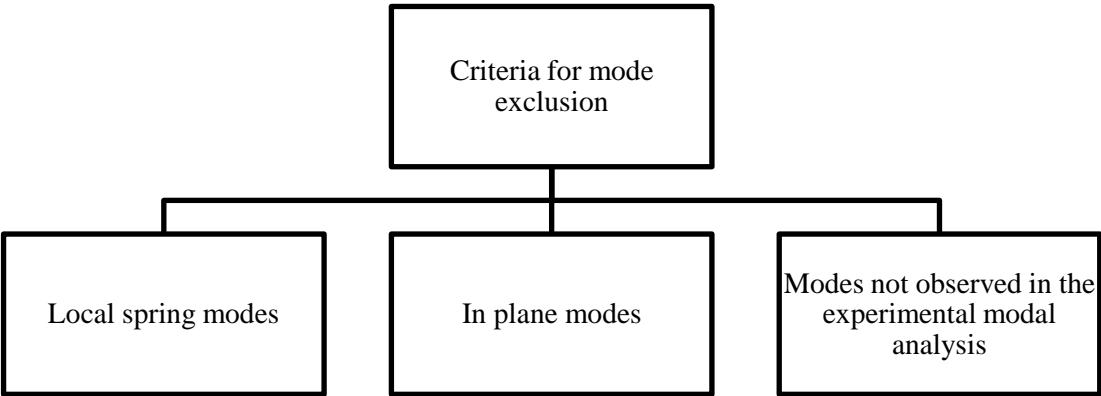 Criteria for mode
exclusion
Local spring modes
In plane modes
Modes not observed in the
experimental modal
analysis